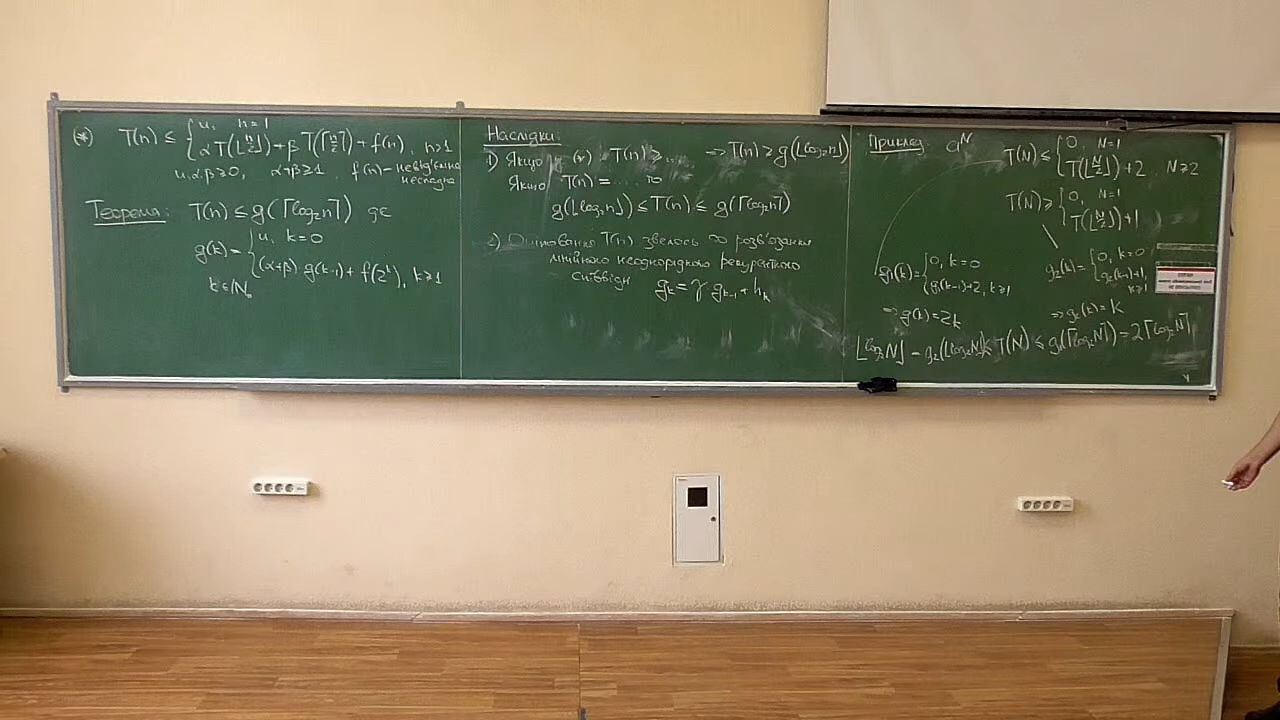 (*) T(n) ≤ { u, n = 1
α T(⌊n/2⌋) + β T(⌈n/2⌉) + f(n), n>1
u, α, β ≥ 0, α+β ≥ 1, f(n) - невід'ємна
неспадна
Теорема: T(n) ≤ g(⌈log₂n⌉) де
g(k) = { u, k = 0
(α+β) g(k-1) + f(2ᵏ), k ≥ 1
k ∈ ℕ₀
Наслідки:
1) Якщо у (*) T(n) ≥ ... ⇒ T(n) ≥ g(⌊log₂n⌋)
Якщо T(n) = ... то
g(⌊log₂n⌋) ≤ T(n) ≤ g(⌈log₂n⌉)
2) Оцінювання T(n) звелось до розв'язання
лінійного неоднорідного рекурентного
співвідн
gₖ = γ gₖ₋₁ + hₖ
Приклад: aᴺ
T(N) ≤ { 0, N=1
T(⌊N/2⌋)+2, N≥2
T(N) ≥ { 0, N=1
T(⌊N/2⌋)+1
g₁(k) = { 0, k = 0
g₁(k-1)+2, k≥1
⇒ g₁(k) = 2k
g₂(k) = { 0, k = 0
g₂(k-1)+1,
k≥1
⇒ g₂(k) = k
⌊log₂N⌋ = g₂(⌊log₂N⌋) ≤ T(N) ≤ g₁(⌈log₂N⌉) = 2⌈log₂N⌉